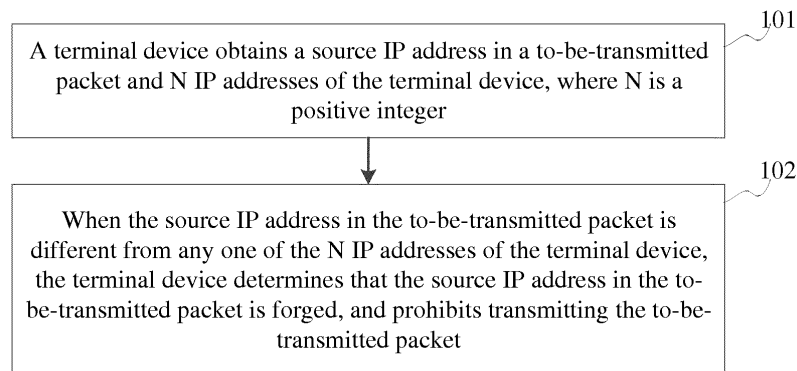 101
A terminal device obtains a source IP address in a to-be-transmitted
packet and N IP addresses of the terminal device, where N is a
positive integer
102
When the source IP address in the to-be-transmitted packet is
different from any one of the N IP addresses of the terminal device,
the terminal device determines that the source IP address in the to-
be-transmitted packet is forged, and prohibits transmitting the to-be-
transmitted packet